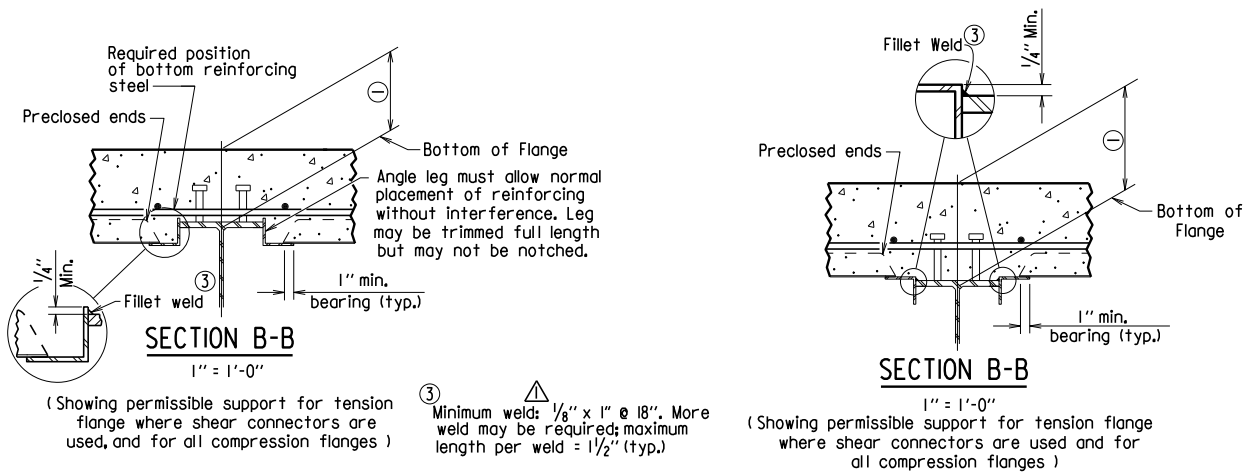 Required position
of bottom reinforcing
steel
Preclosed ends
1
Bottom of Flange
Angle leg must allow normal
placement of reinforcing
without interference. Leg
may be trimmed full length
but may not be notched.
1/4" Min.
Fillet weld
3
1" min.
bearing (typ.)
SECTION B-B
1" = 1'-0"
(Showing permissible support for tension
flange where shear connectors are
used, and for all compression flanges )
3
1
Minimum weld: 1/8" x 1" @ 18". More
weld may be required; maximum
length per weld = 1 1/2" (typ.)
Fillet Weld
3
1/4" Min.
1
Preclosed ends
Bottom of
Flange
1" min.
bearing (typ.)
SECTION B-B
1" = 1'-0"
(Showing permissible support for tension flange
where shear connectors are used and for
all compression flanges )